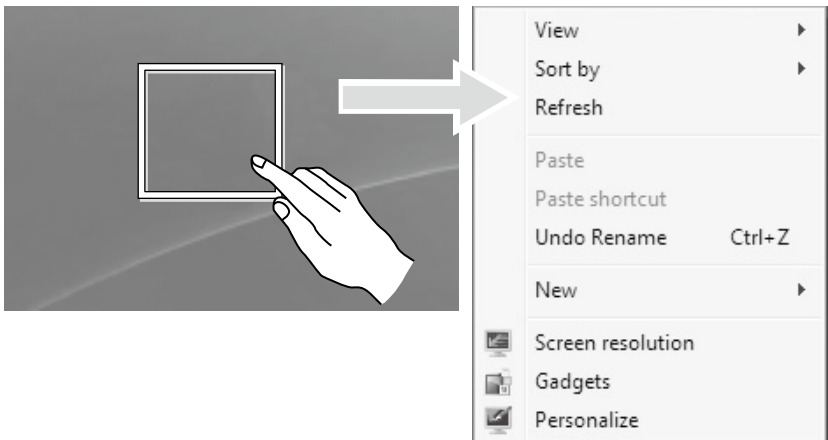 View
Sort by
Refresh
Paste
Paste shortcut
Undo Rename Ctrl+Z
New
Screen resolution
Gadgets
Personalize